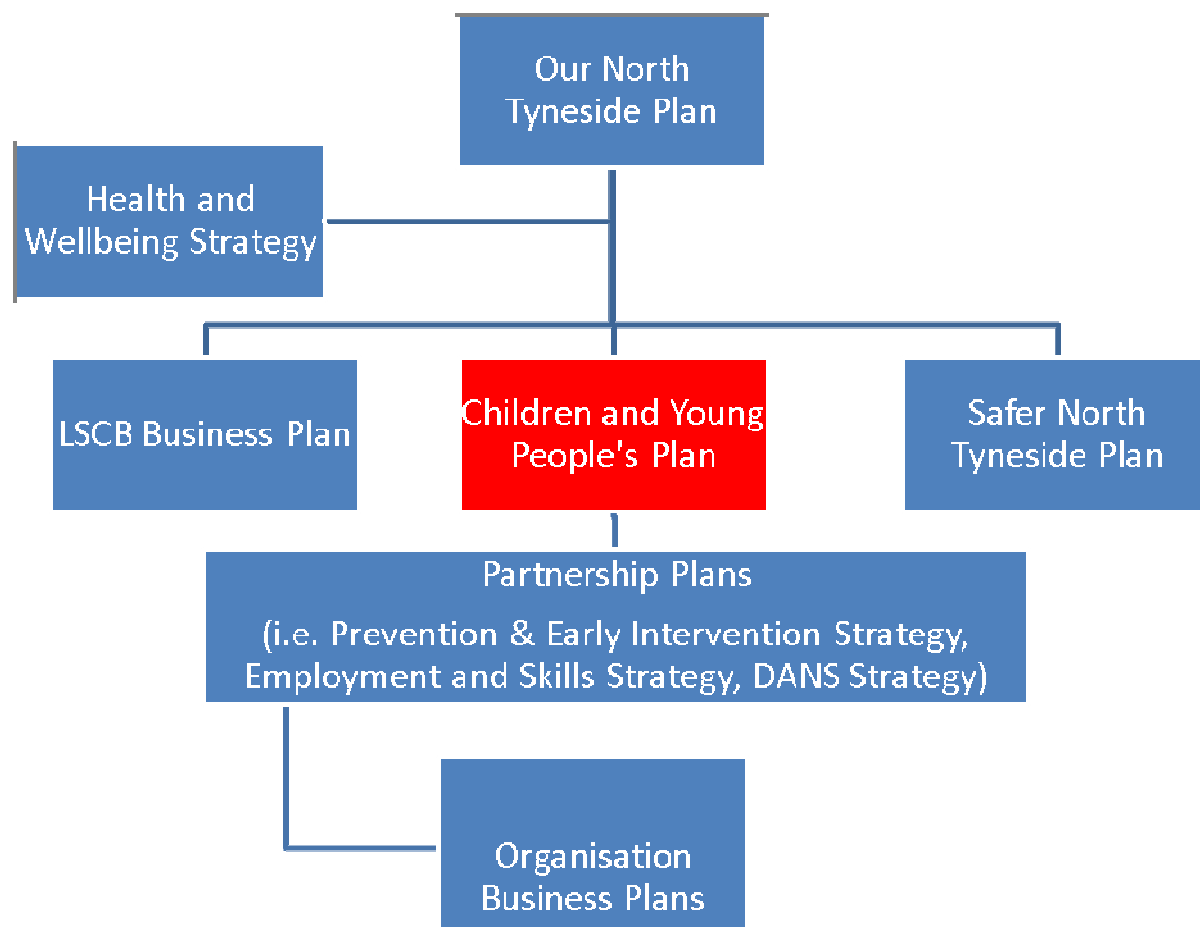 Our North
Tyneside Plan
Health and
Wellbeing Strategy
LSCB Business Plan
Children and Young
People's Plan
Safer North
Tyneside Plan
Partnership Plans
(i.e. Prevention & Early Intervention Strategy,
Employment and Skills Strategy, DANS Strategy)
Organisation
Business Plans